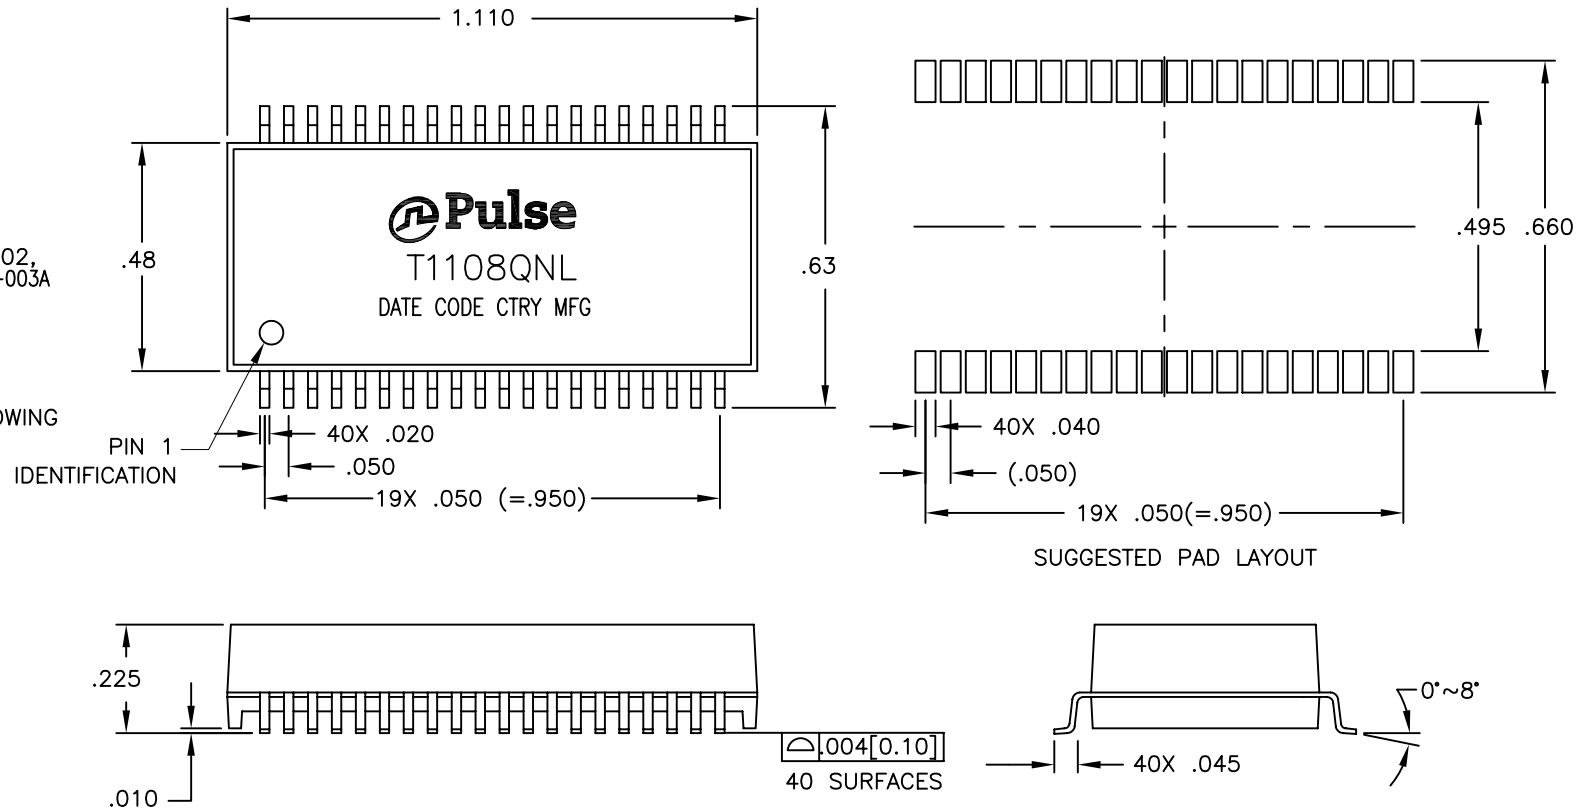 1.110
.48
.63
Pulse
T1108QNL
DATE CODE CTRY MFG
02,
-003A
OWING
PIN 1
IDENTIFICATION
40X .020
.050
19X .050 (=.950)
.495
.660
40X .040
(.050)
19X .050(=.950)
SUGGESTED PAD LAYOUT
.225
.010
.004[0.10]
40 SURFACES
40X .045
0°~8°